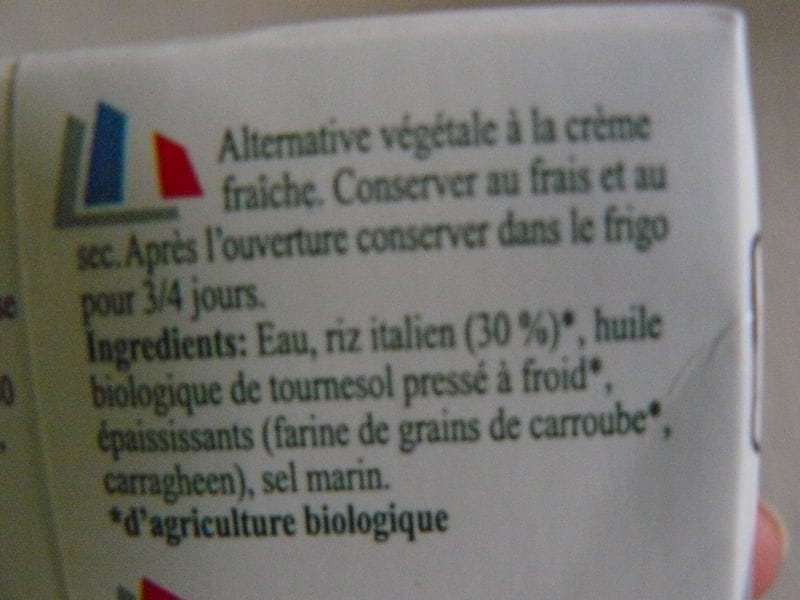 Alternative végétale à la crème
fraîche. Conserver au frais et au
sec. Après l'ouverture conserver dans le frigo
pour 3/4 jours.
Ingredients: Eau, riz italien (30 %)*, huile
biologique de tournesol pressé à froid*,
épaississants (farine de grains de carroube*,
carragheen), sel marin.
*d'agriculture biologique